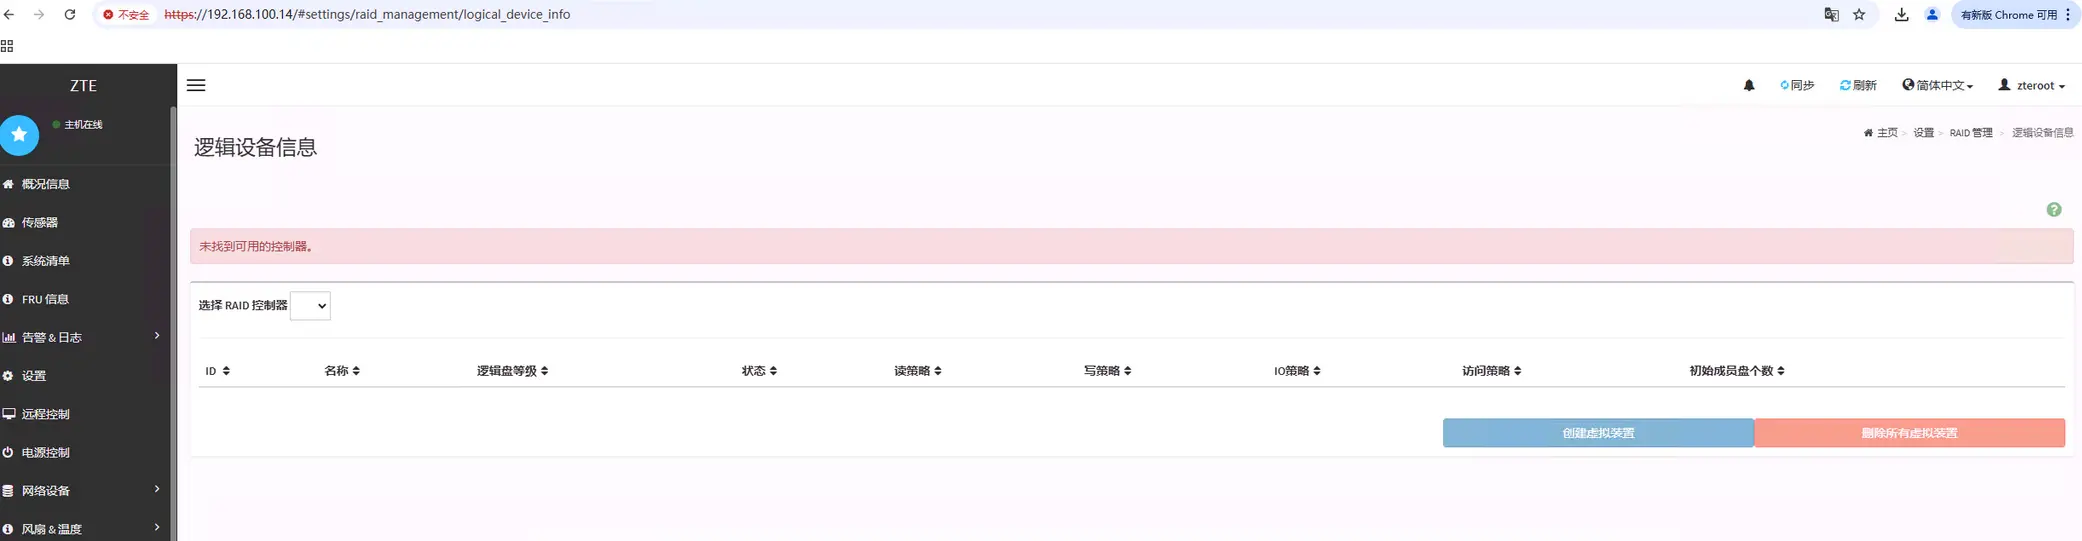 不安全 https://192.168.100.14/#settings/raid_management/logical_device_info 有新版 Chrome 可用
ZTE
同步 刷新 简体中文 zteroot
主机在线
主页 > 设置 > RAID 管理 > 逻辑设备信息
逻辑设备信息
概况信息
传感器
系统清单
FRU 信息
告警 & 日志
设置
远程控制
电源控制
网络设备
风扇 & 温度
未找到可用的控制器。
选择 RAID 控制器
ID 名称 逻辑盘等级 状态 读策略 写策略 IO策略 访问策略 初始成员盘个数
创建虚拟装置 删除所有虚拟装置